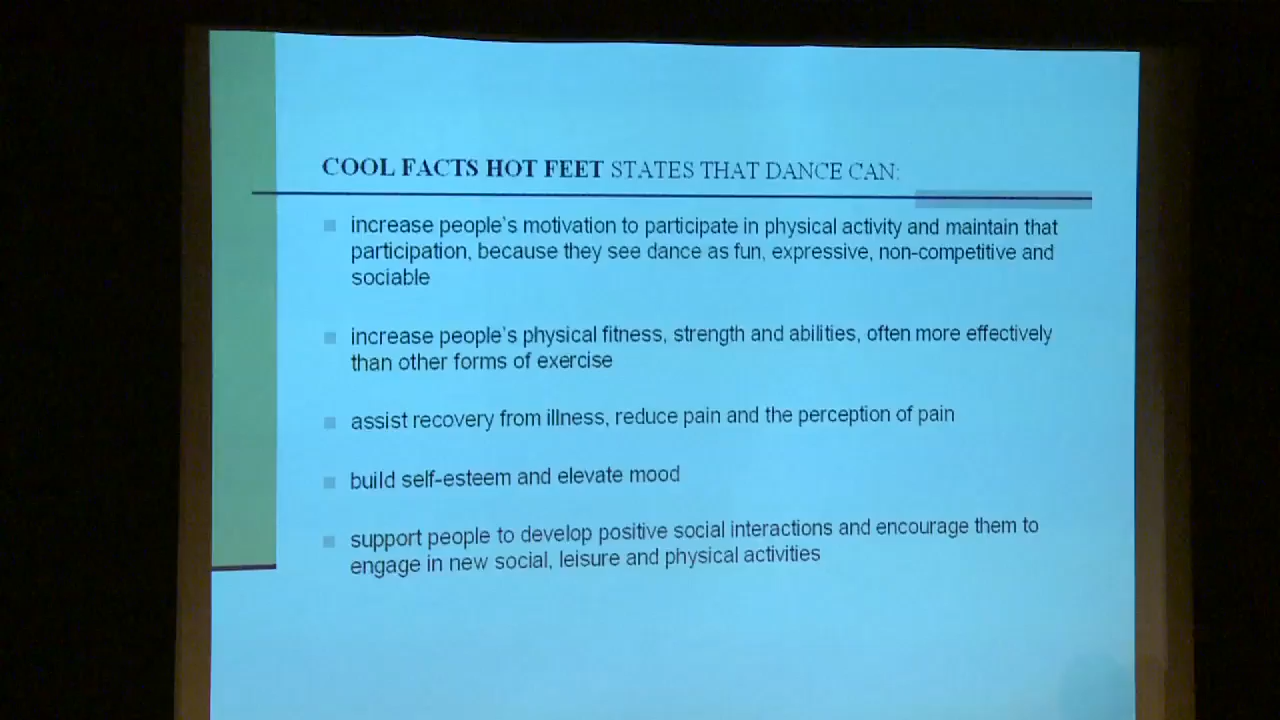 COOL FACTS HOT FEET STATES THAT DANCE CAN:
increase people's motivation to participate in physical activity and maintain that
participation, because they see dance as fun, expressive, non-competitive and
sociable
increase people's physical fitness, strength and abilities, often more effectively
than other forms of exercise
assist recovery from illness, reduce pain and the perception of pain
build self-esteem and elevate mood
support people to develop positive social interactions and encourage them to
engage in new social, leisure and physical activities